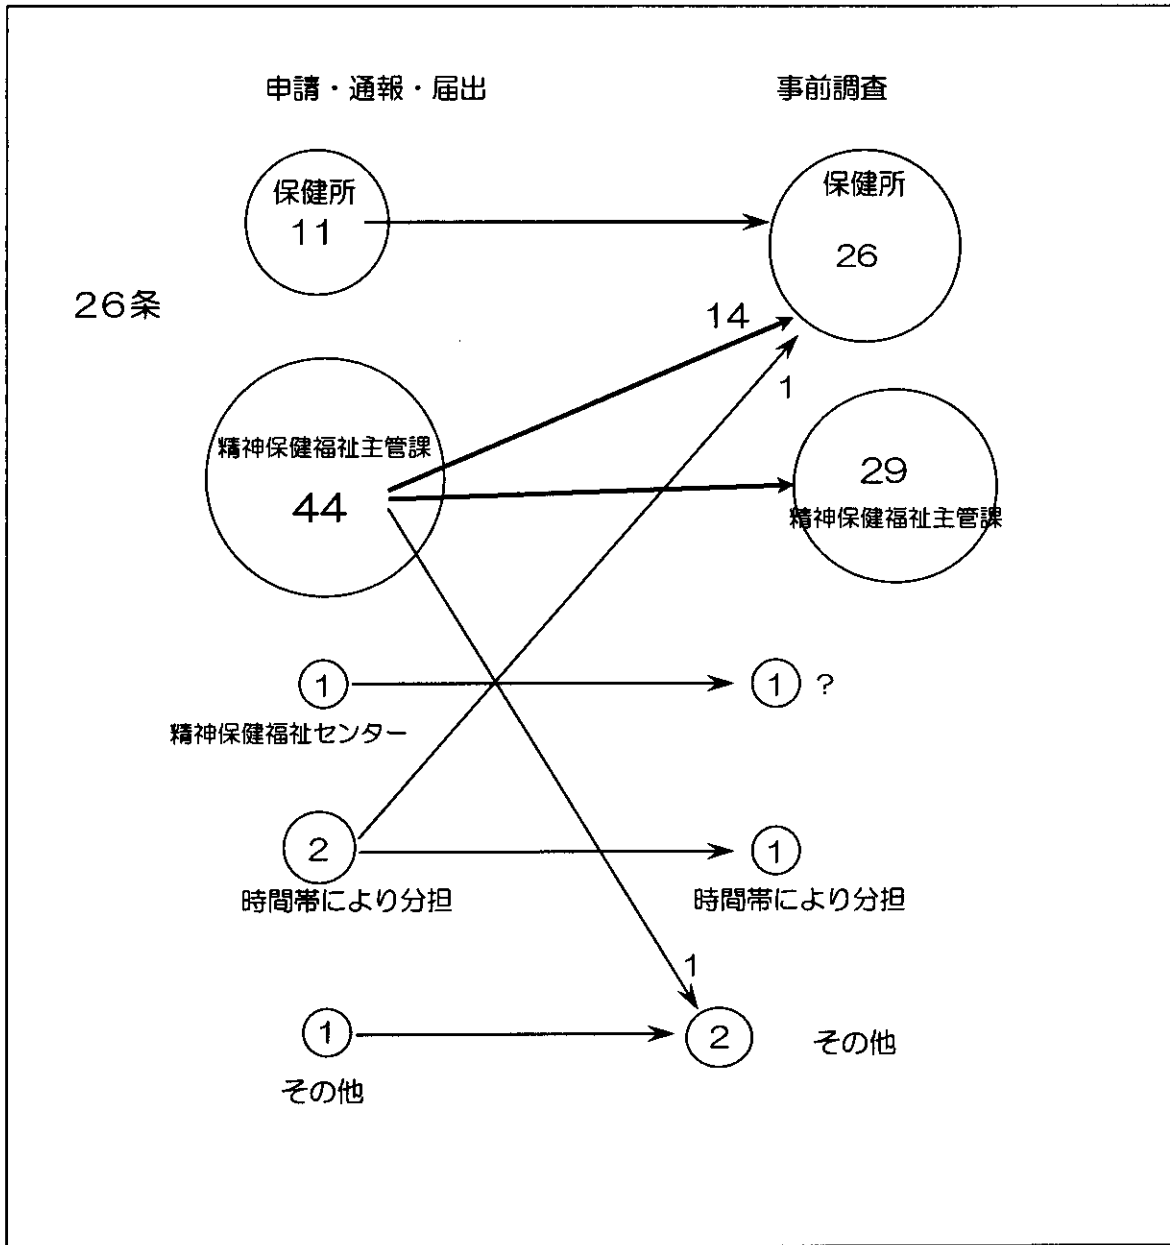 申請・通報・届出
事前調査
保健所
11
保健所
26
26条
14
1
精神保健福祉主管課
44
29
精神保健福祉主管課
1
精神保健福祉センター
1 ?
2
時間帯により分担
1
時間帯により分担
1
1
その他
2
その他